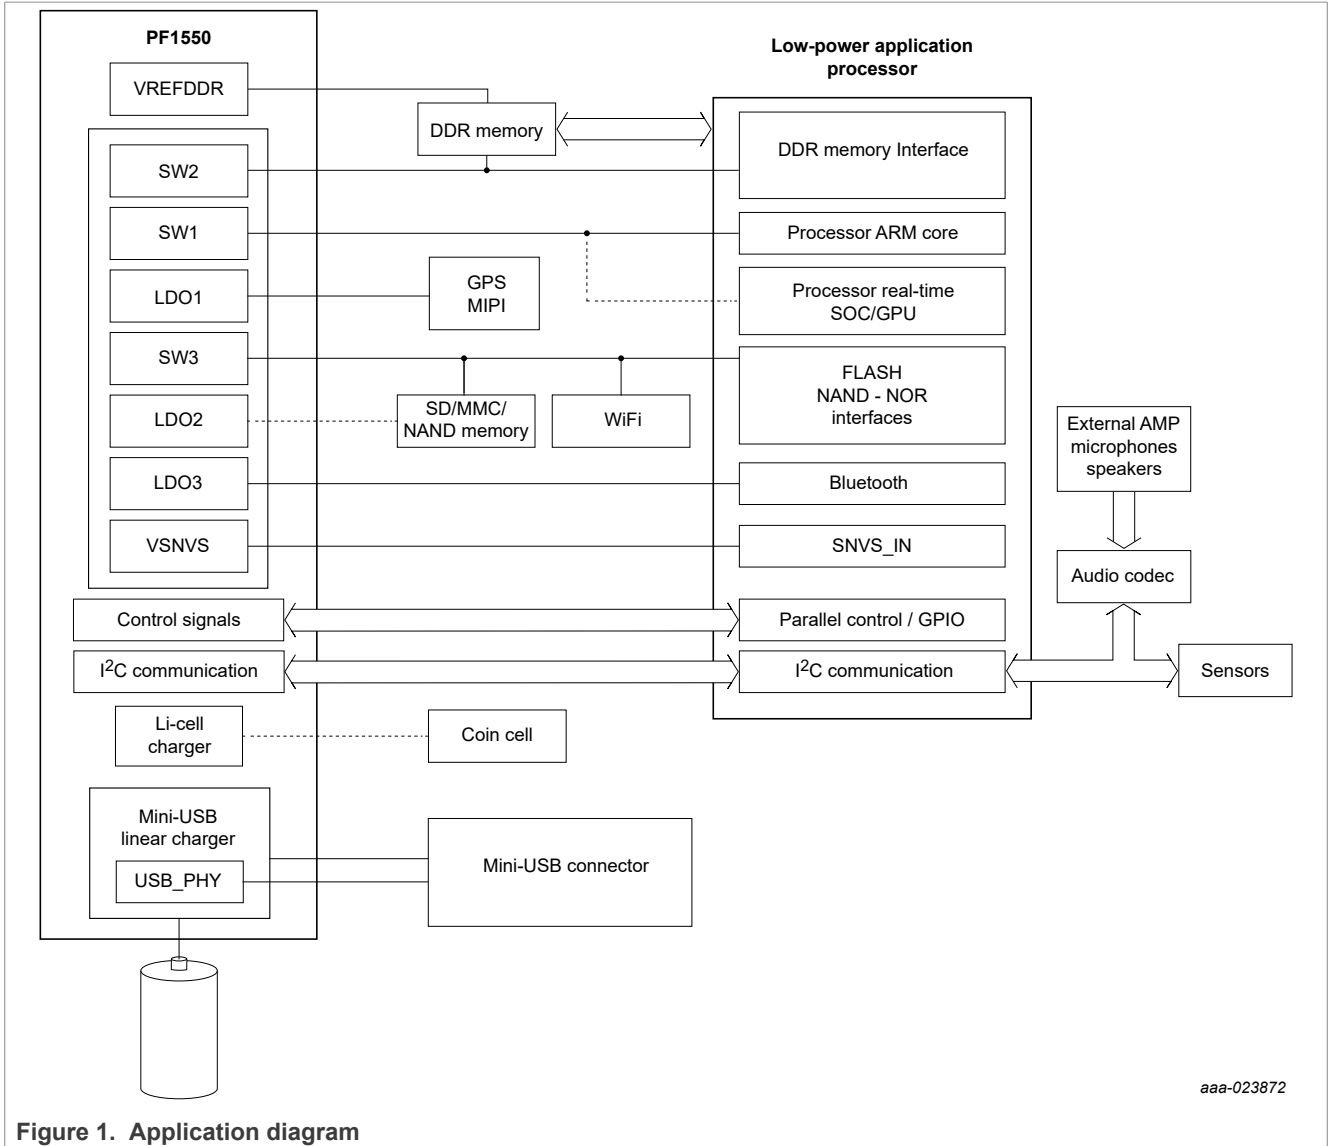 PF1550
Low-power application
processor
VREFDDR
DDR memory
DDR memory Interface
SW2
SW1
Processor ARM core
LDO1
GPS
MIPI
Processor real-time
SOC/GPU
SW3
FLASH
NAND - NOR
interfaces
LDO2
SD/MMC/
NAND memory
WiFi
External AMP
microphones
speakers
LDO3
Bluetooth
VSNVS
SNVS_IN
Audio codec
Control signals
Parallel control / GPIO
I2C communication
I2C communication
Sensors
Li-cell
charger
Coin cell
Mini-USB
linear charger
USB_PHY
Mini-USB connector
aaa-023872
Figure 1. Application diagram